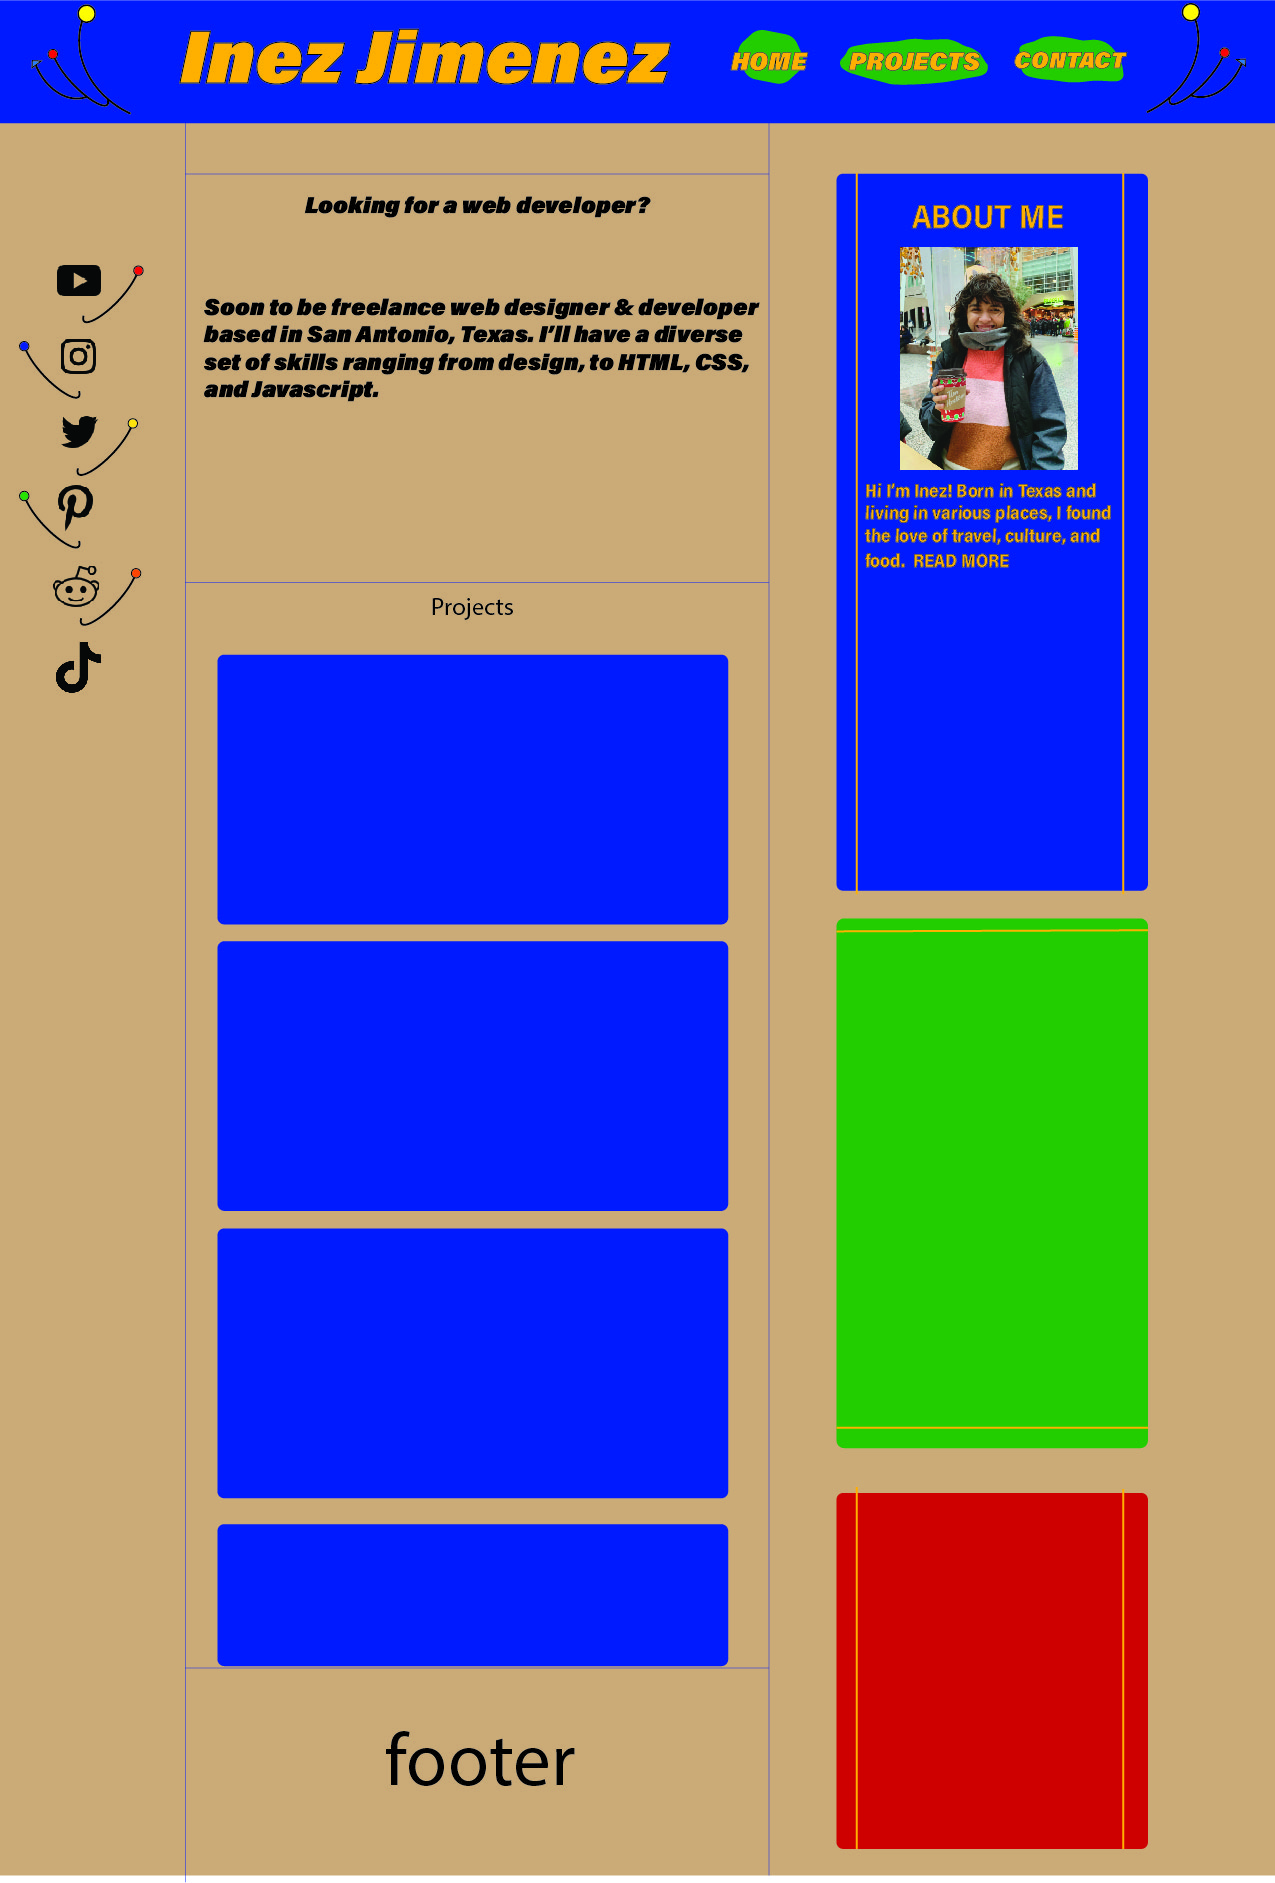 Inez Jimenez
HOME
PROJECTS
CONTACT
Looking for a web developer?
Soon to be freelance web designer & developer
based in San Antonio, Texas. I'll have a diverse
set of skills ranging from design, to HTML, CSS,
and Javascript.
ABOUT ME
Hi I'm Inez! Born in Texas and
living in various places, I found
the love of travel, culture, and
food. READ MORE
Projects
footer